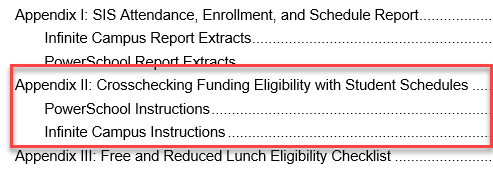 Appendix I: SIS Attendance, Enrollment, and Schedule Report
Infinite Campus Report Extracts
PowerSchool Report Extracts
Appendix II: Crosschecking Funding Eligibility with Student Schedules
PowerSchool Instructions
Infinite Campus Instructions
Appendix III: Free and Reduced Lunch Eligibility Checklist